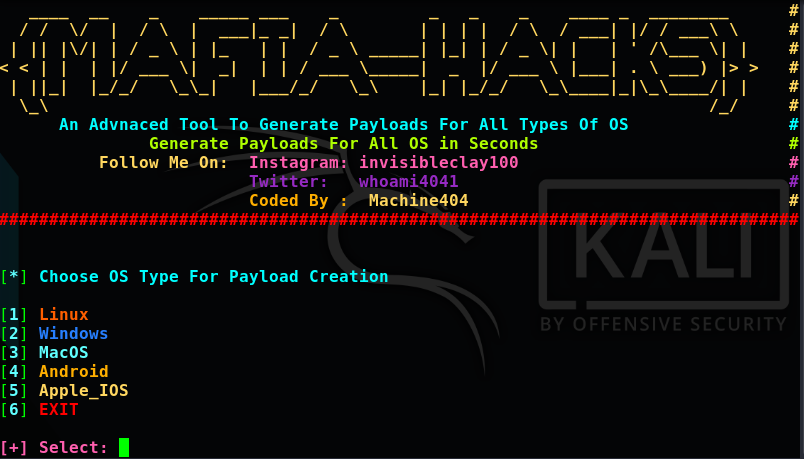 {MAFIA-HACKS} #
An Advnaced Tool To Generate Payloads For All Types Of OS #
Generate Payloads For All OS in Seconds #
Follow Me On: Instagram: invisibleclay100 #
Twitter: whoami4041 #
Coded By : Machine404 #
################################################################################
[*] Choose OS Type For Payload Creation
[1] Linux
[2] Windows
[3] MacOS
[4] Android
[5] Apple_IOS
[6] EXIT
[+] Select:
KALI
BY OFFENSIVE SECURITY